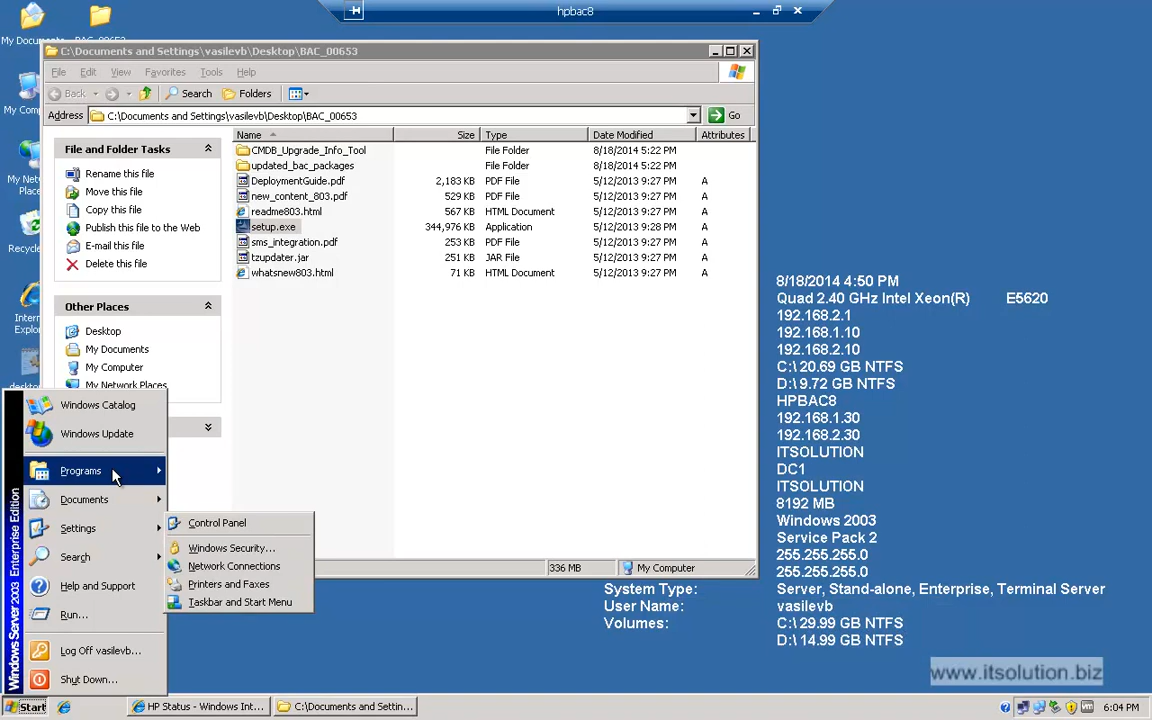 hpbac8
My Documents
BAC_00653
C:\Documents and Settings\vasilevb\Desktop\BAC_00653
File Edit View Favorites Tools Help
Back Search Folders
Address C:\Documents and Settings\vasilevb\Desktop\BAC_00653 Go
My Com
My Net
Places
Recycle
Intern
Explor
File and Folder Tasks
Rename this file
Move this file
Copy this file
Publish this file to the Web
E-mail this file
Delete this file
Other Places
Desktop
My Documents
My Computer
My Network Places
Name Size Type Date Modified Attributes
CMDB_Upgrade_Info_Tool File Folder 8/18/2014 5:22 PM
updated_bac_packages File Folder 8/18/2014 5:22 PM
DeploymentGuide.pdf 2,183 KB PDF File 5/12/2013 9:27 PM A
new_content_803.pdf 529 KB PDF File 5/12/2013 9:27 PM A
readme803.html 567 KB HTML Document 5/12/2013 9:27 PM A
setup.exe 344,976 KB Application 5/12/2013 9:28 PM A
sms_integration.pdf 253 KB PDF File 5/12/2013 9:27 PM A
tzupdater.jar 251 KB JAR File 5/12/2013 9:27 PM A
whatsnew803.html 71 KB HTML Document 5/12/2013 9:27 PM A
336 MB My Computer
Windows Server 2003 Enterprise Edition
Windows Catalog
Windows Update
Programs
Documents
Settings
Search
Help and Support
Run...
Log Off vasilevb...
Shut Down...
Control Panel
Windows Security...
Network Connections
Printers and Faxes
Taskbar and Start Menu
8/18/2014 4:50 PM
Quad 2.40 GHz Intel Xeon(R) E5620
192.168.2.1
192.168.1.10
192.168.2.10
C:\ 20.69 GB NTFS
D:\ 9.72 GB NTFS
HPBAC8
192.168.1.30
192.168.2.30
ITSOLUTION
DC1
ITSOLUTION
8192 MB
Windows 2003
Service Pack 2
255.255.255.0
255.255.255.0
System Type: Server, Stand-alone, Enterprise, Terminal Server
User Name: vasilevb
Volumes: C:\ 29.99 GB NTFS
D:\ 14.99 GB NTFS
www.itsolution.biz
Start HP Status - Windows Int... C:\Documents and Settin... 6:04 PM